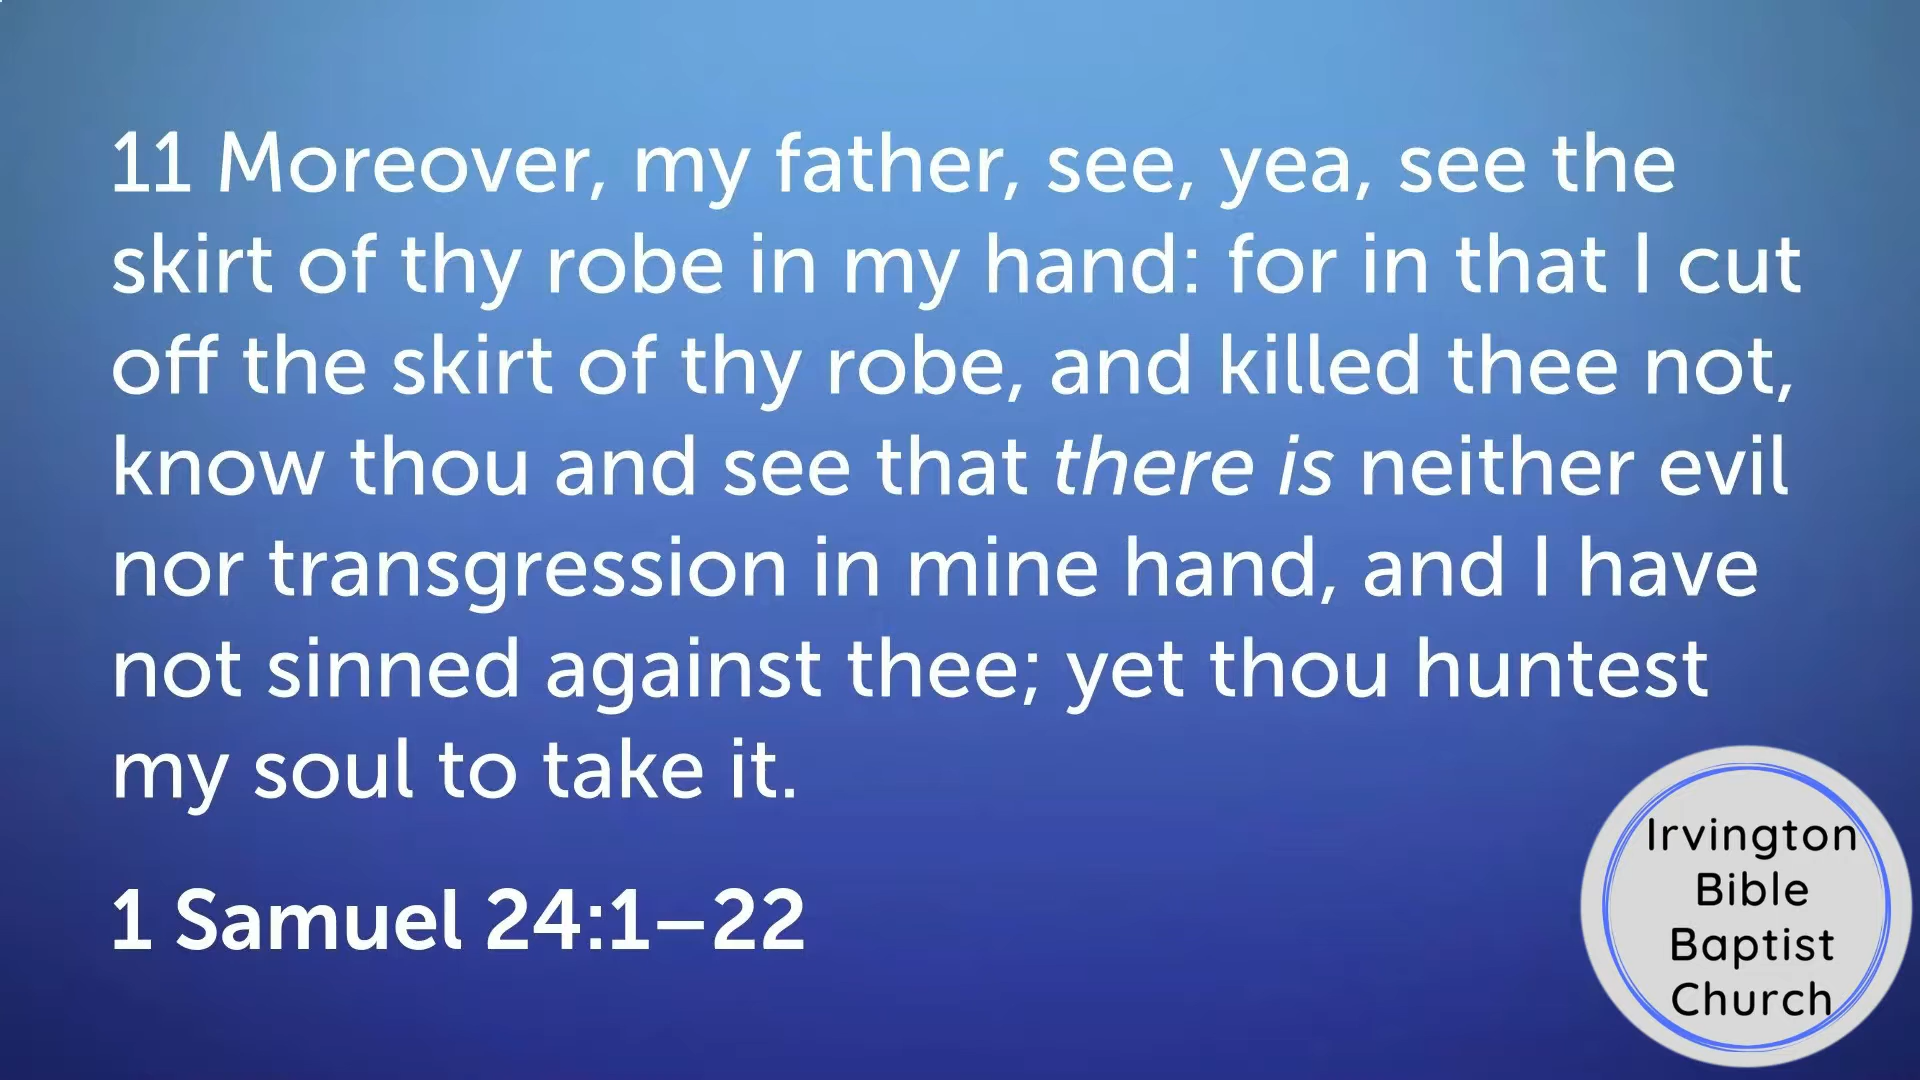 11 Moreover, my father, see, yea, see the
skirt of thy robe in my hand: for in that I cut
off the skirt of thy robe, and killed thee not,
know thou and see that there is neither evil
nor transgression in mine hand, and I have
not sinned against thee; yet thou huntest
my soul to take it.
1 Samuel 24:1–22
Irvington
Bible
Baptist
Church